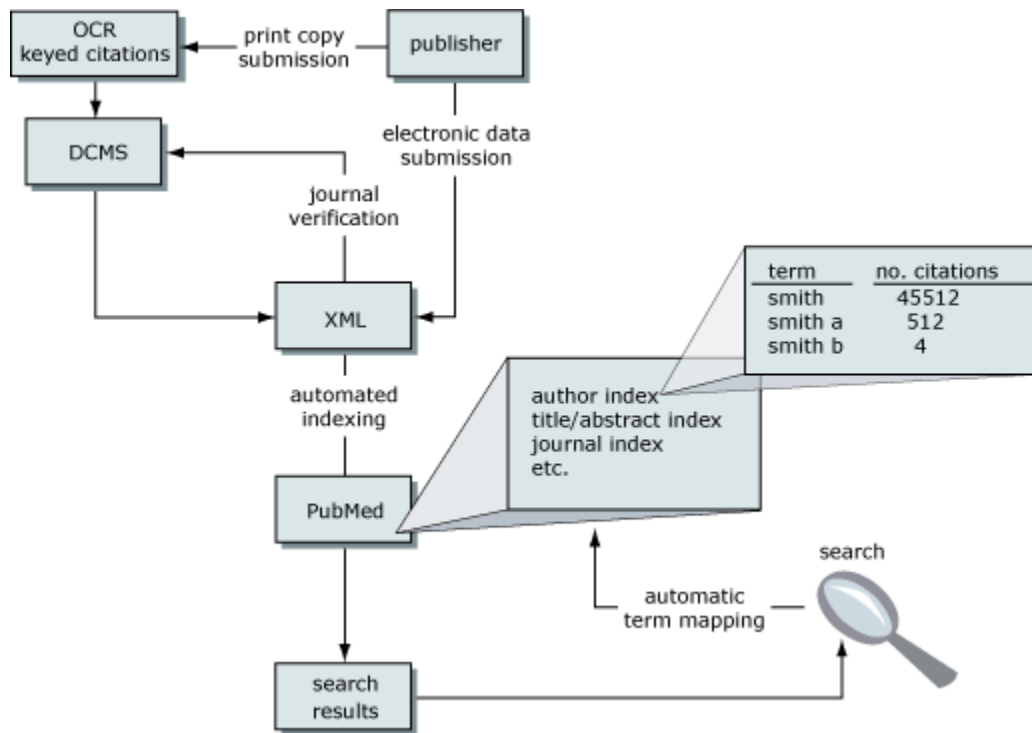 OCR
keyed citations
print copy
submission
publisher
electronic data
submission
DCMS
journal
verification
XML
term no. citations
smith 45512
smith a 512
smith b 4
automated
indexing
author index
title/abstract index
journal index
etc.
PubMed
search
automatic
term mapping
search
results